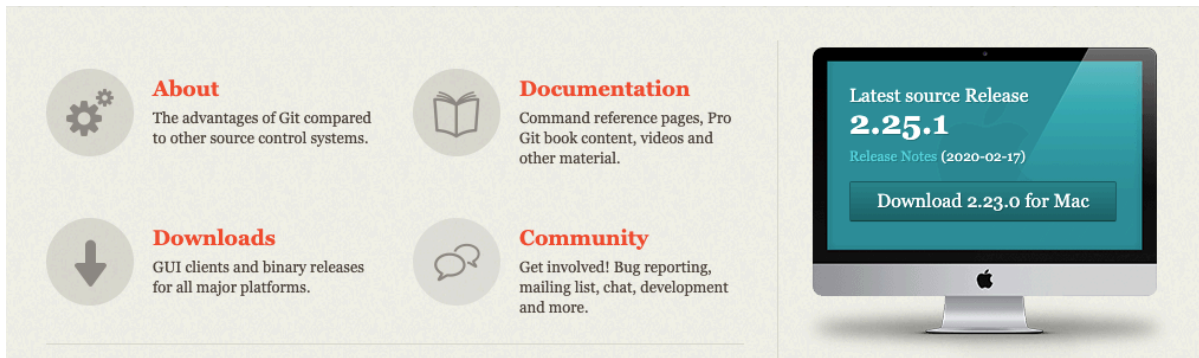 About
The advantages of Git compared
to other source control systems.
Documentation
Command reference pages, Pro
Git book content, videos and
other material.
Downloads
GUI clients and binary releases
for all major platforms.
Community
Get involved! Bug reporting,
mailing list, chat, development
and more.
Latest source Release
2.25.1
Release Notes (2020-02-17)
Download 2.23.0 for Mac